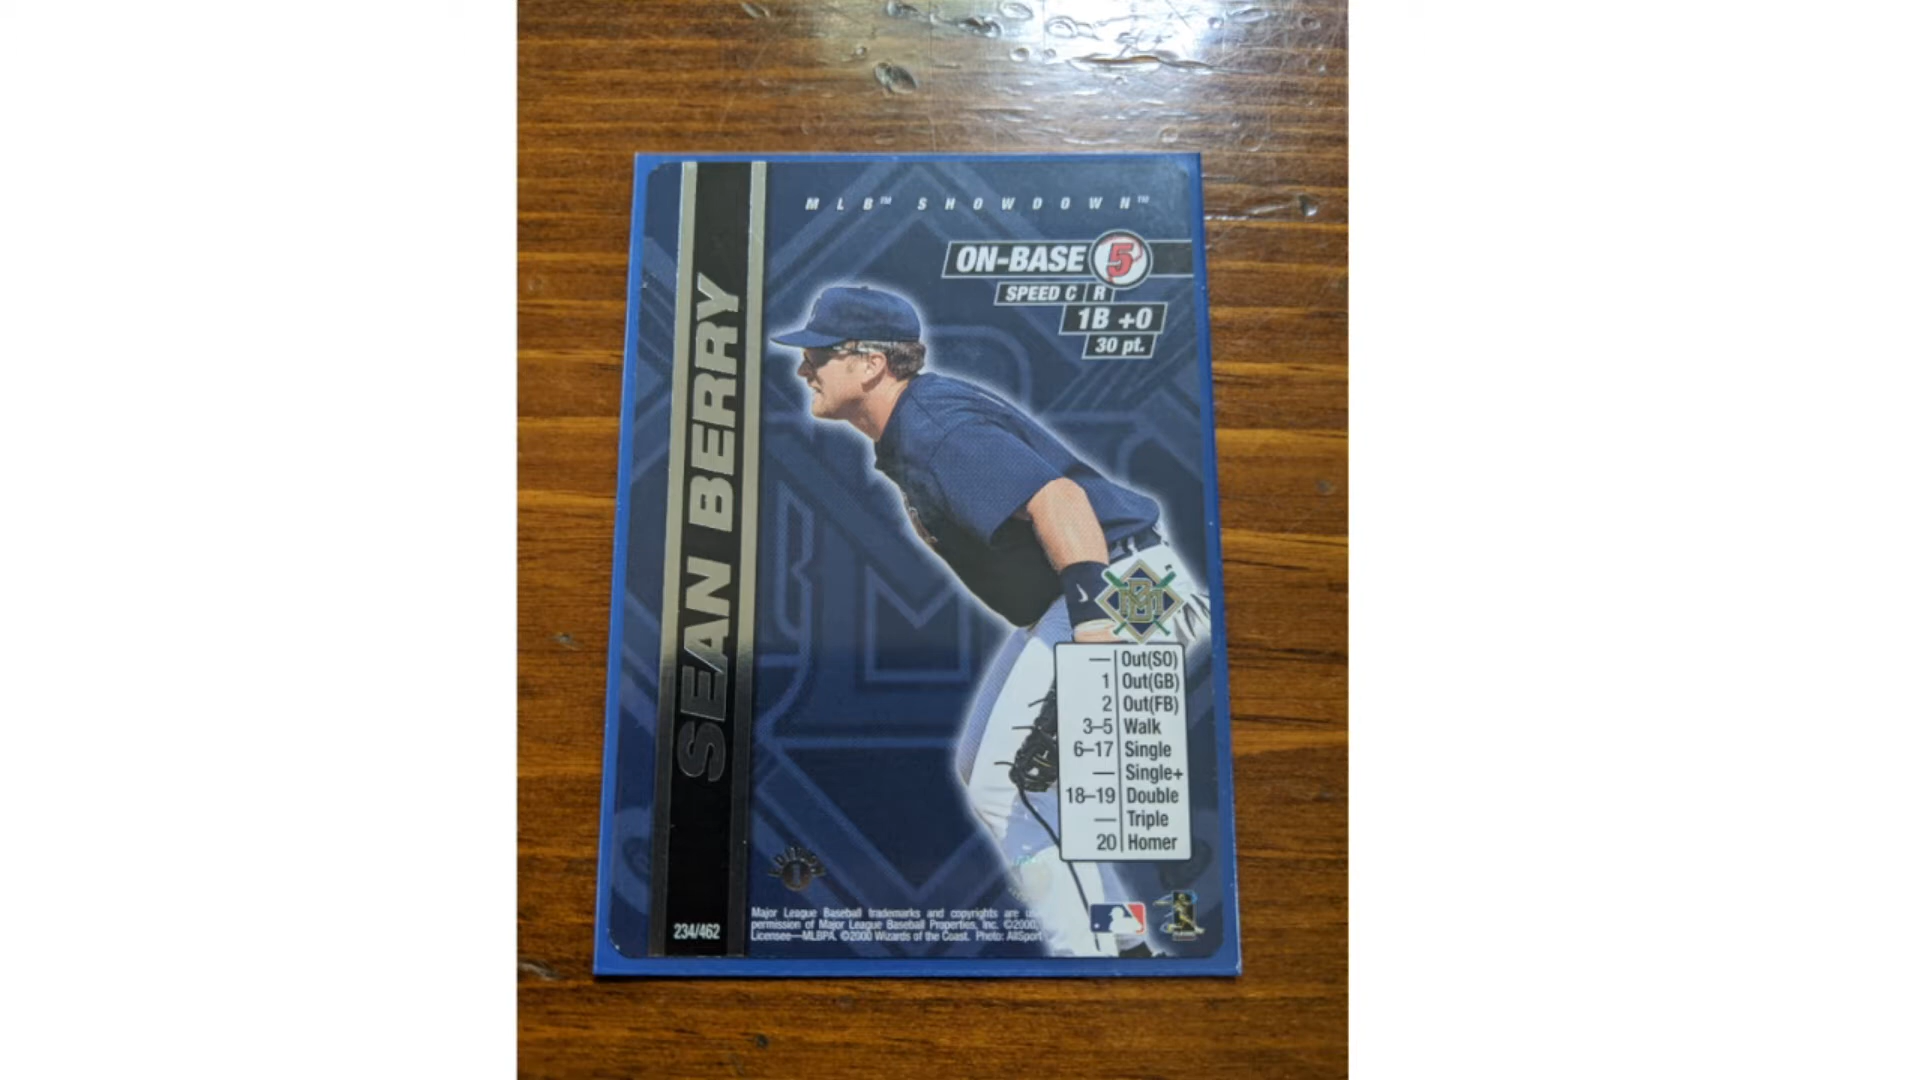 MLB™ SHOWDOWN™
ON-BASE 5
SPEED C R
1B +0
30 pt.
SEAN BERRY
— Out(SO)
1 Out(GB)
2 Out(FB)
3–5 Walk
6–17 Single
— Single+
18–19 Double
— Triple
20 Homer
EDITION
1
234/462
Major League Baseball trademarks and copyrights are
permission of Major League Baseball Properties, Inc. ©2000,
Licensee—MLBPA. ©2000 Wizards of the Coast. Photo: AllSport